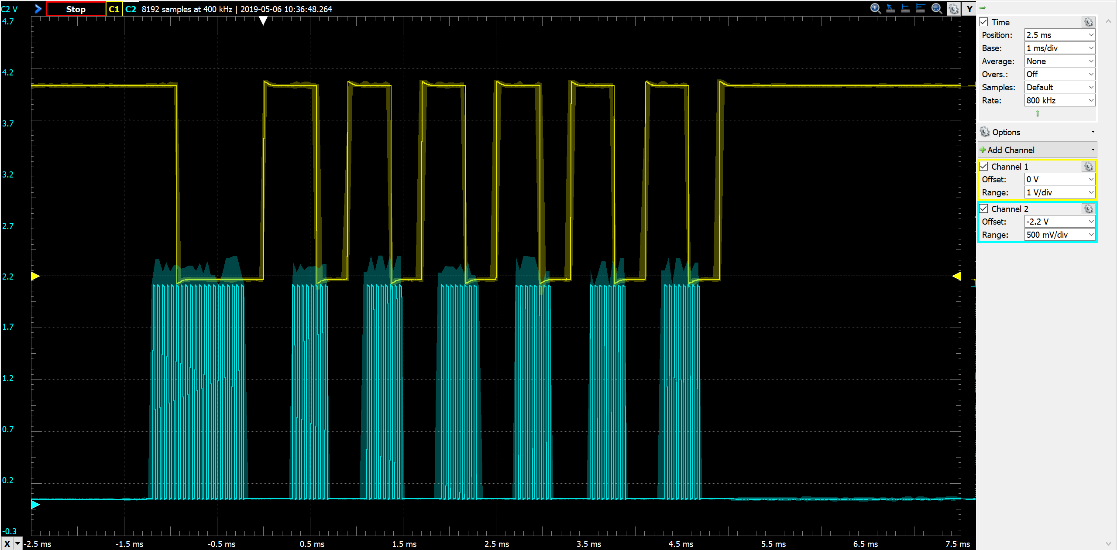 C2 V Stop C1 C2 8192 samples at 400 kHz | 2019-05-06 10:36:48.264 Y
4.7
4.2
3.7
3.2
2.7
2.2
1.7
1.2
0.7
0.2
-0.3
X -2.5 ms -1.5 ms -0.5 ms 0.5 ms 1.5 ms 2.5 ms 3.5 ms 4.5 ms 5.5 ms 6.5 ms 7.5 ms
Time
Position: 2.5 ms
Base: 1 ms/div
Average: None
Overs.: Off
Samples: Default
Rate: 800 kHz
Options
Add Channel
Channel 1
Offset: 0 V
Range: 1 V/div
Channel 2
Offset: -2.2 V
Range: 500 mV/div